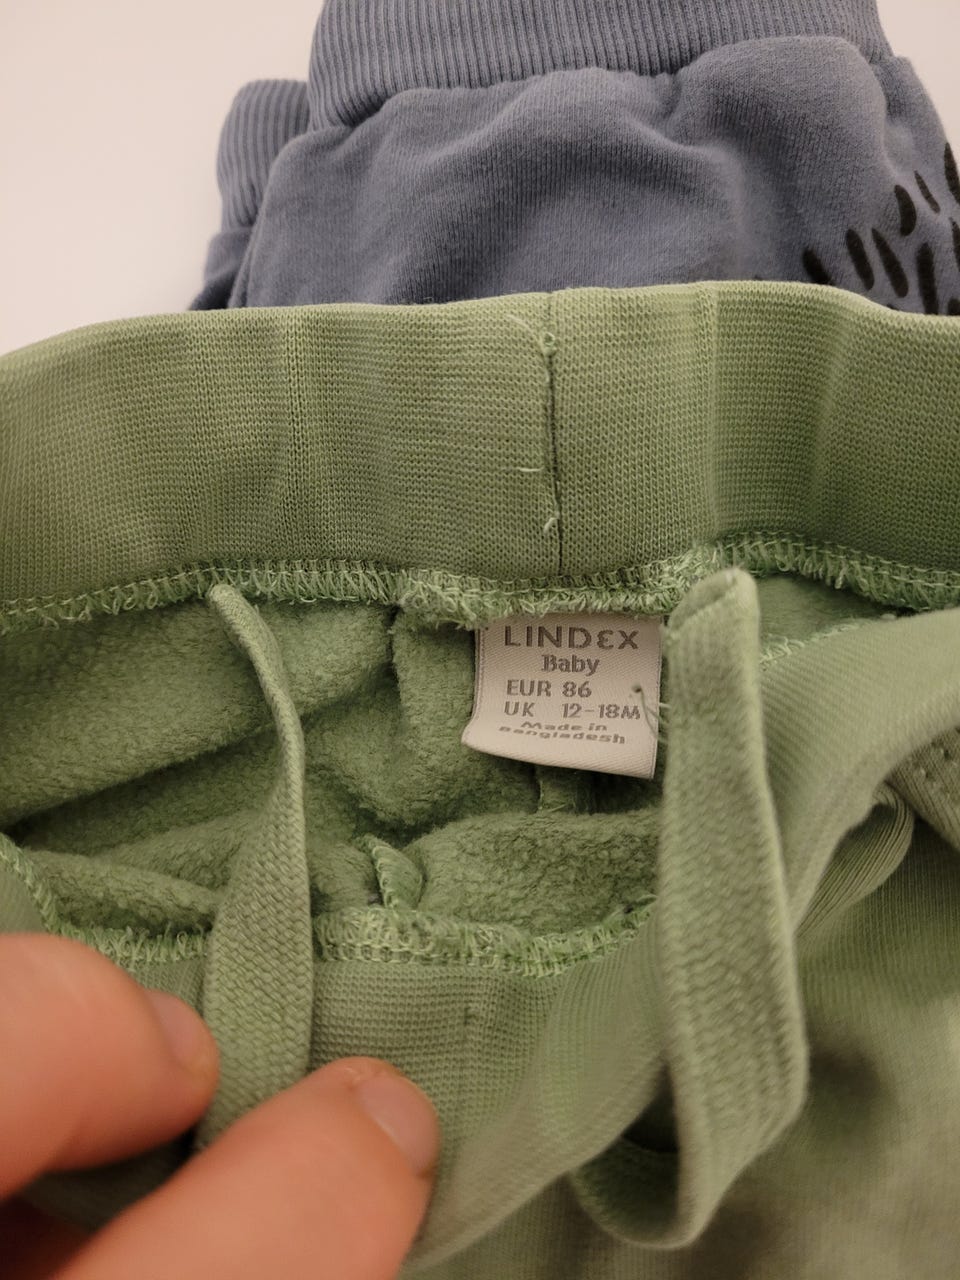 LINDEX
Baby
EUR 86
UK 12-18M
Made in
Bangladesh